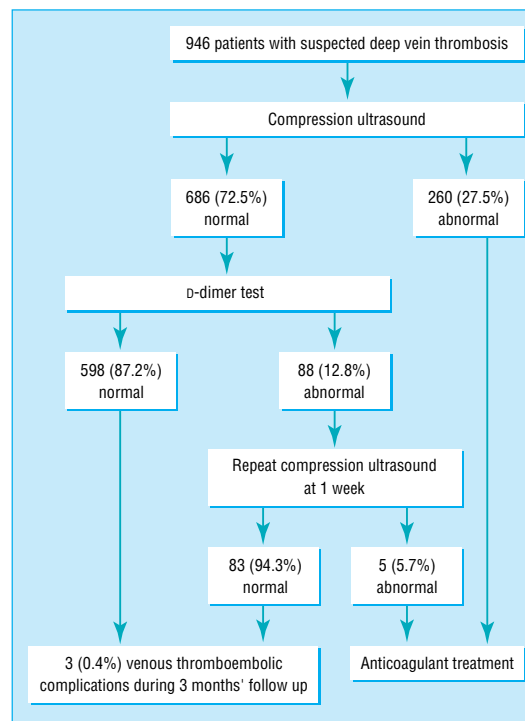 946 patients with suspected deep vein thrombosis
Compression ultrasound
686 (72.5%)
normal
260 (27.5%)
abnormal
D-dimer test
598 (87.2%)
normal
88 (12.8%)
abnormal
Repeat compression ultrasound
at 1 week
83 (94.3%)
normal
5 (5.7%)
abnormal
3 (0.4%) venous thromboembolic
complications during 3 months' follow up
Anticoagulant treatment